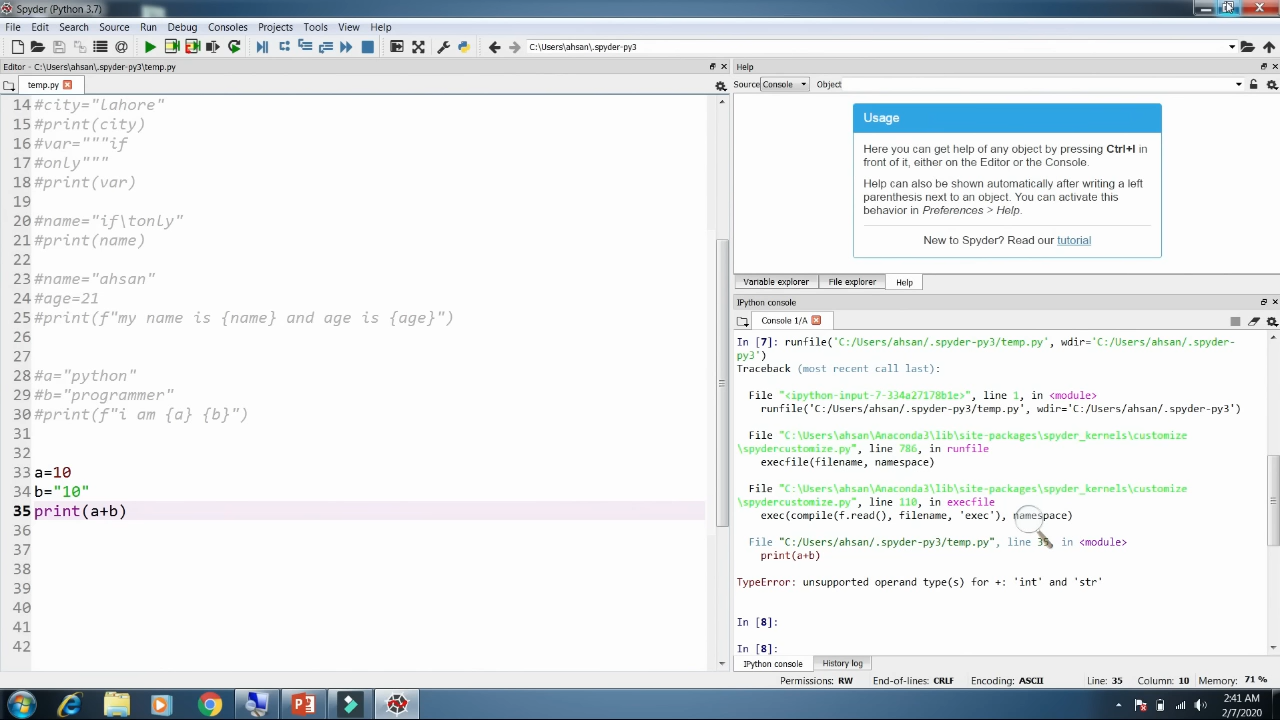 Spyder (Python 3.7)
File Edit Search Source Run Debug Consoles Projects Tools View Help
C:\Users\ahsan\.spyder-py3
Editor - C:\Users\ahsan\.spyder-py3\temp.py
temp.py
14 #city="lahore"
15 #print(city)
16 #var="""if
17 #only"""
18 #print(var)
19
20 #name="if\tonly"
21 #print(name)
22
23 #name="ahsan"
24 #age=21
25 #print(f"my name is {name} and age is {age}")
26
27
28 #a="python"
29 #b="programmer"
30 #print(f"i am {a} {b}")
31
32
33 a=10
34 b="10"
35 print(a+b)
36
37
38
39
40
41
42
Help
Source Console Object
Usage
Here you can get help of any object by pressing Ctrl+I in
front of it, either on the Editor or the Console.
Help can also be shown automatically after writing a left
parenthesis next to an object. You can activate this
behavior in Preferences > Help.
New to Spyder? Read our tutorial
Variable explorer File explorer Help
IPython console
Console 1/A
In [7]: runfile('C:/Users/ahsan/.spyder-py3/temp.py', wdir='C:/Users/ahsan/.spyder-
py3')
Traceback (most recent call last):
File "<ipython-input-7-334a27178b1e>", line 1, in <module>
runfile('C:/Users/ahsan/.spyder-py3/temp.py', wdir='C:/Users/ahsan/.spyder-py3')
File "C:\Users\ahsan\Anaconda3\lib\site-packages\spyder_kernels\customize
\spydercustomize.py", line 786, in runfile
execfile(filename, namespace)
File "C:\Users\ahsan\Anaconda3\lib\site-packages\spyder_kernels\customize
\spydercustomize.py", line 110, in execfile
exec(compile(f.read(), filename, 'exec'), namespace)
File "C:/Users/ahsan/.spyder-py3/temp.py", line 35, in <module>
print(a+b)
TypeError: unsupported operand type(s) for +: 'int' and 'str'
In [8]:
In [8]:
IPython console History log
Permissions: RW End-of-lines: CRLF Encoding: ASCII Line: 35 Column: 10 Memory: 71 %
2:41 AM
2/7/2020